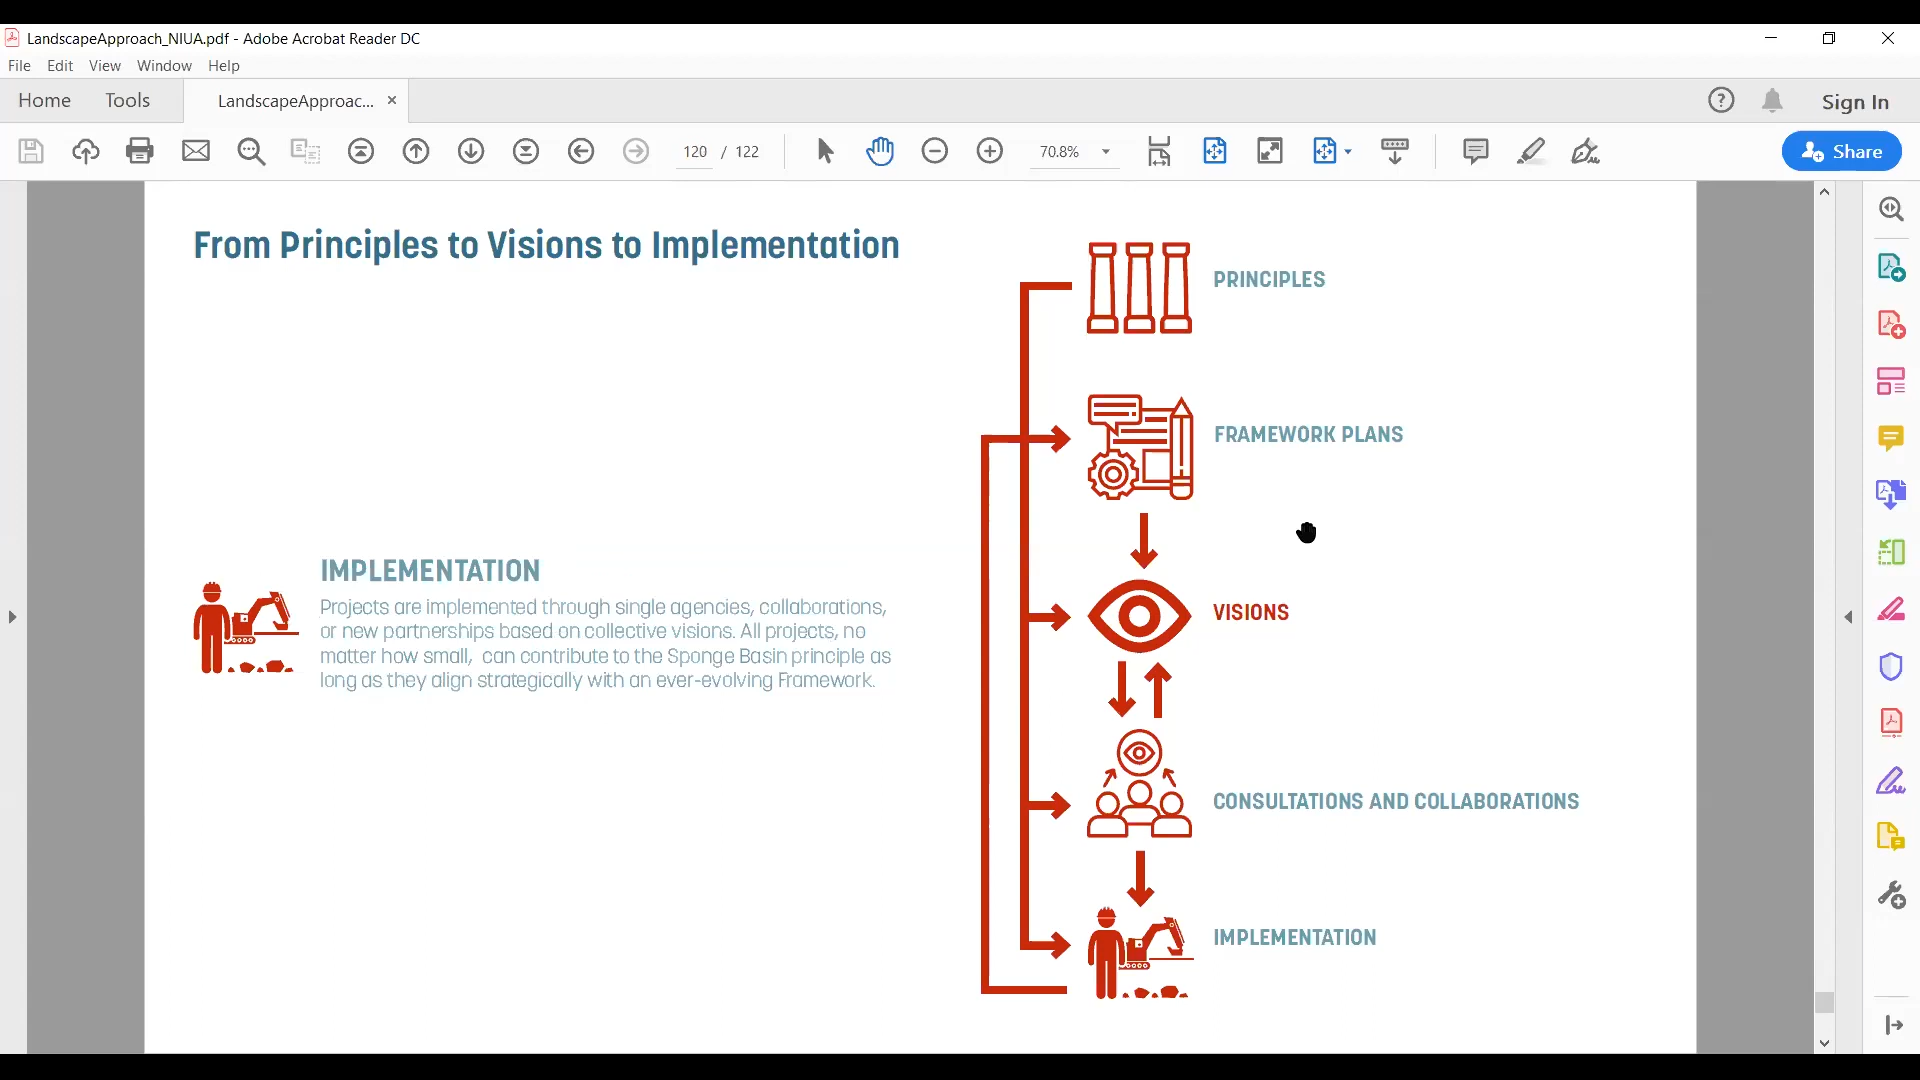 LandscapeApproach_NIUA.pdf - Adobe Acrobat Reader DC
File Edit View Window Help
Home Tools LandscapeApproac... × Sign In
120 / 122 70.8% Share
From Principles to Visions to Implementation
PRINCIPLES
FRAMEWORK PLANS
IMPLEMENTATION
Projects are implemented through single agencies, collaborations,
or new partnerships based on collective visions. All projects, no
matter how small, can contribute to the Sponge Basin principle as
long as they align strategically with an ever-evolving Framework.
VISIONS
CONSULTATIONS AND COLLABORATIONS
IMPLEMENTATION